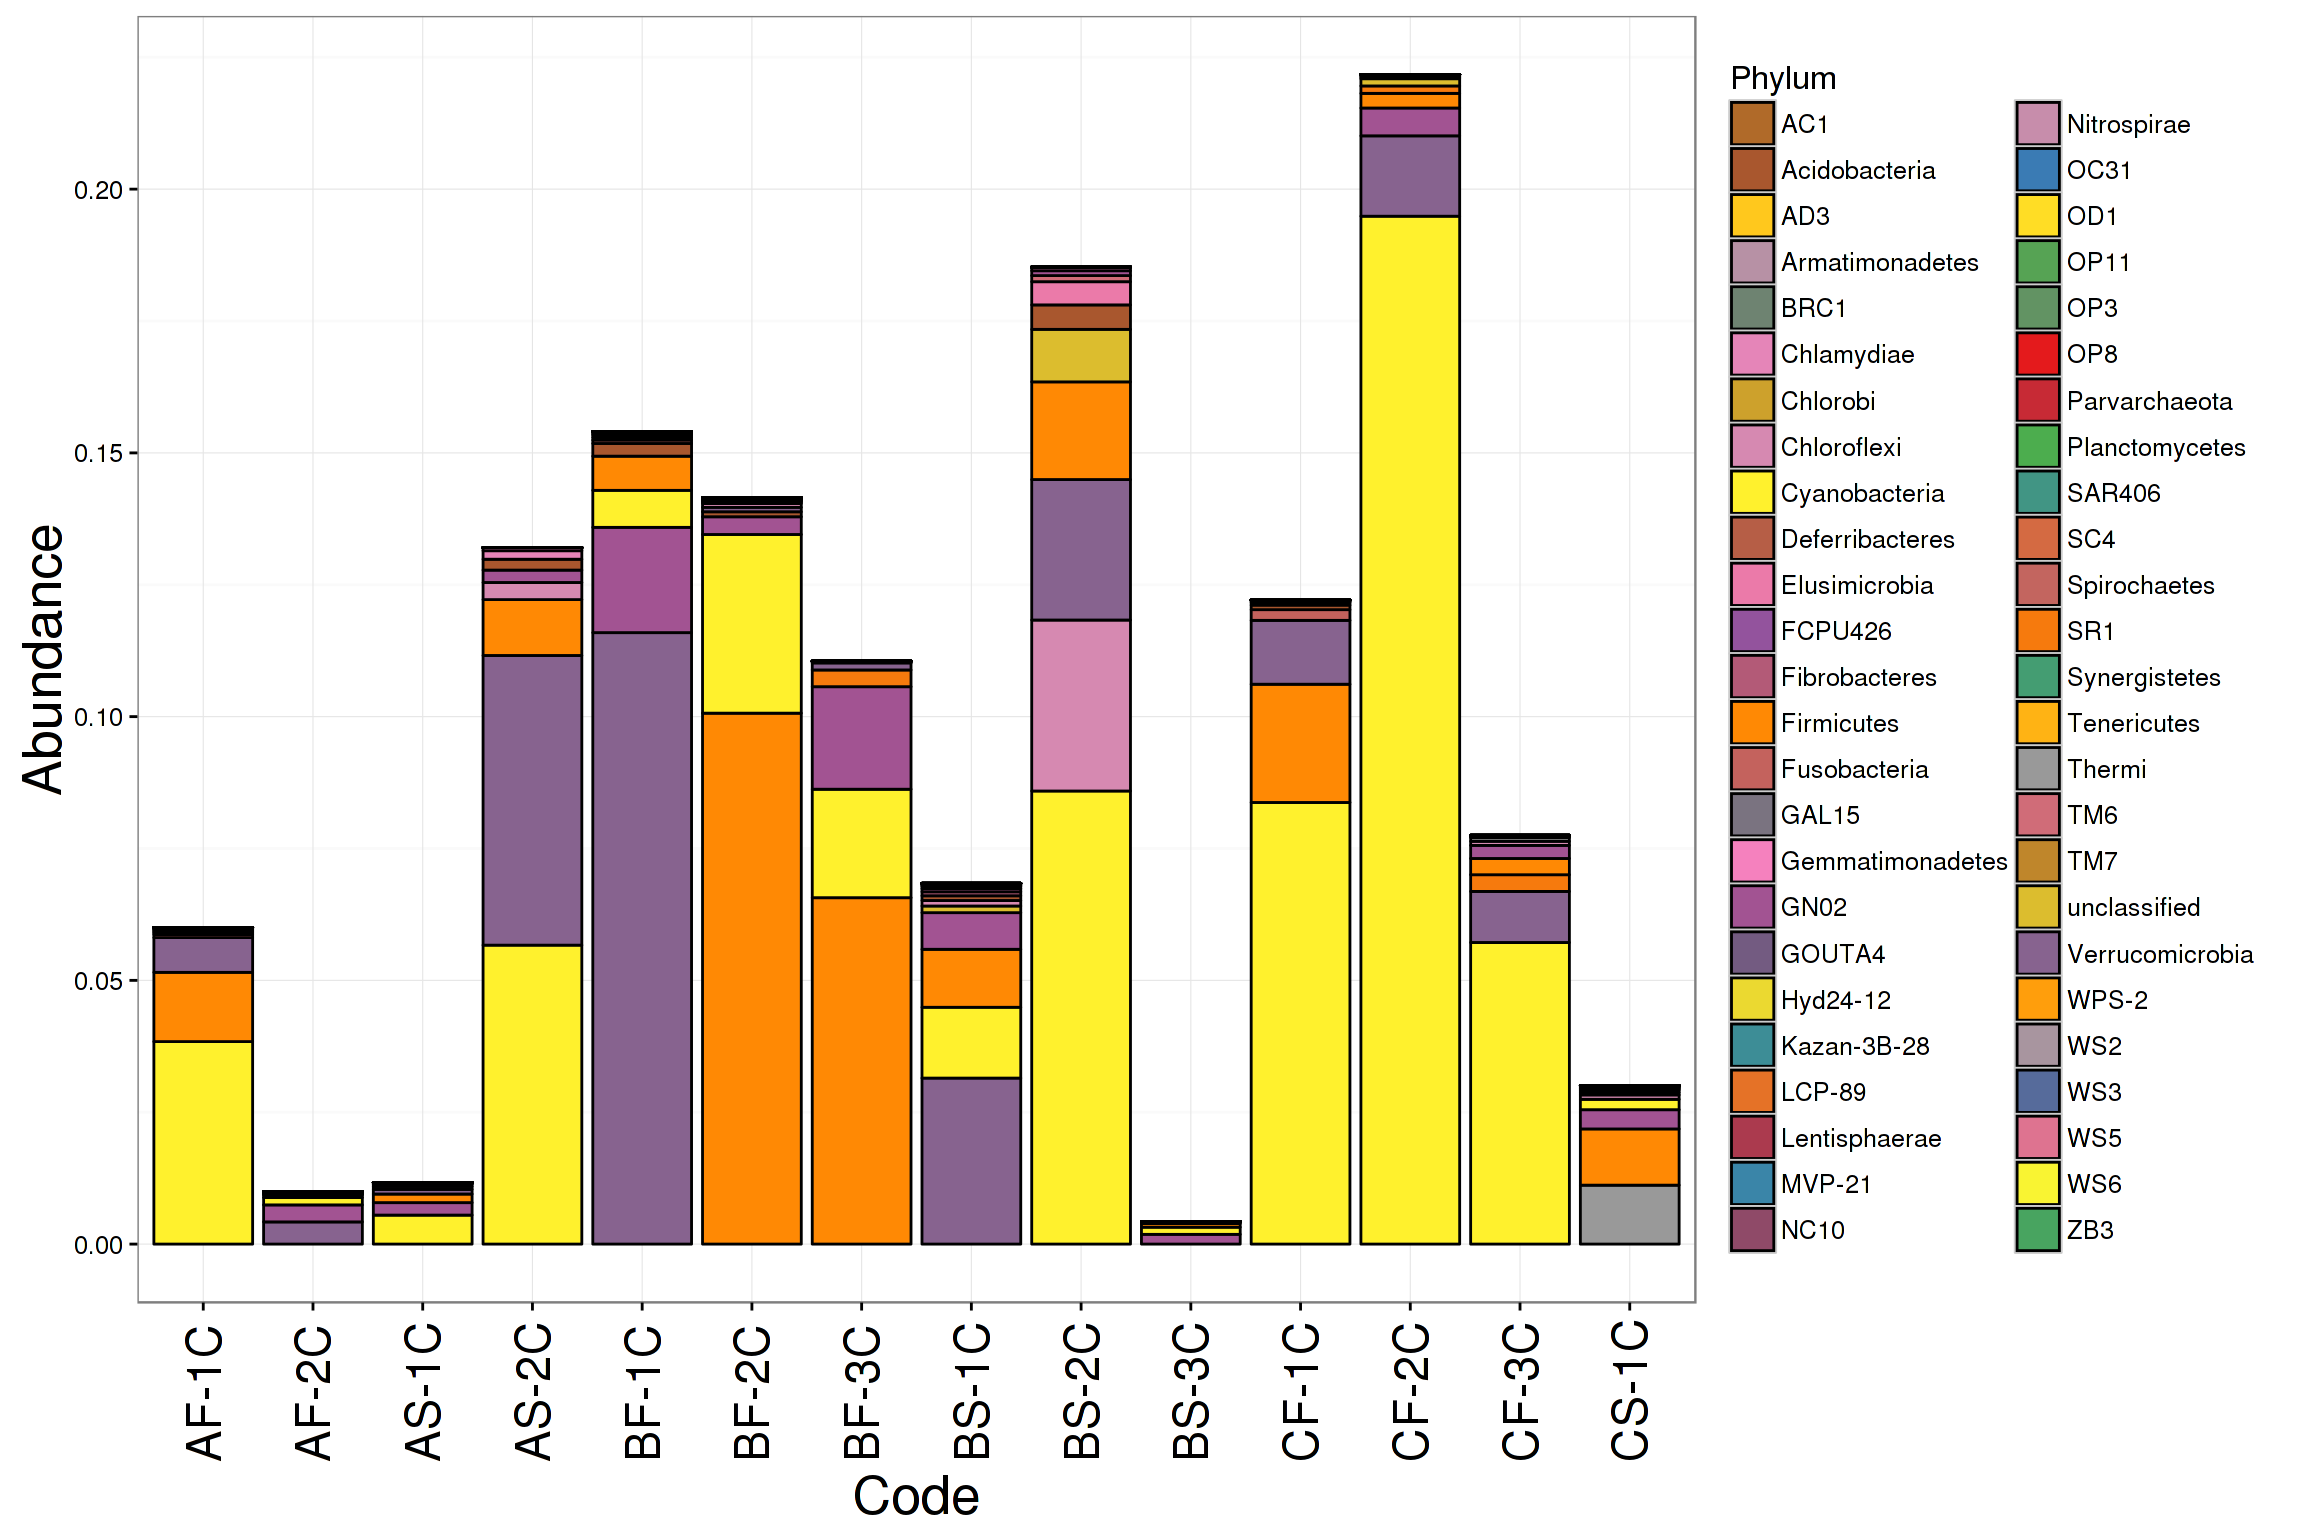 Abundance
0.20
0.15
0.10
0.05
0.00
AF-1C
AF-2C
AS-1C
AS-2C
BF-1C
BF-2C
BF-3C
BS-1C
BS-2C
BS-3C
CF-1C
CF-2C
CF-3C
CS-1C
Code
Phylum
AC1
Acidobacteria
AD3
Armatimonadetes
BRC1
Chlamydiae
Chlorobi
Chloroflexi
Cyanobacteria
Deferribacteres
Elusimicrobia
FCPU426
Fibrobacteres
Firmicutes
Fusobacteria
GAL15
Gemmatimonadetes
GN02
GOUTA4
Hyd24-12
Kazan-3B-28
LCP-89
Lentisphaerae
MVP-21
NC10
Nitrospirae
OC31
OD1
OP11
OP3
OP8
Parvarchaeota
Planctomycetes
SAR406
SC4
Spirochaetes
SR1
Synergistetes
Tenericutes
Thermi
TM6
TM7
unclassified
Verrucomicrobia
WPS-2
WS2
WS3
WS5
WS6
ZB3